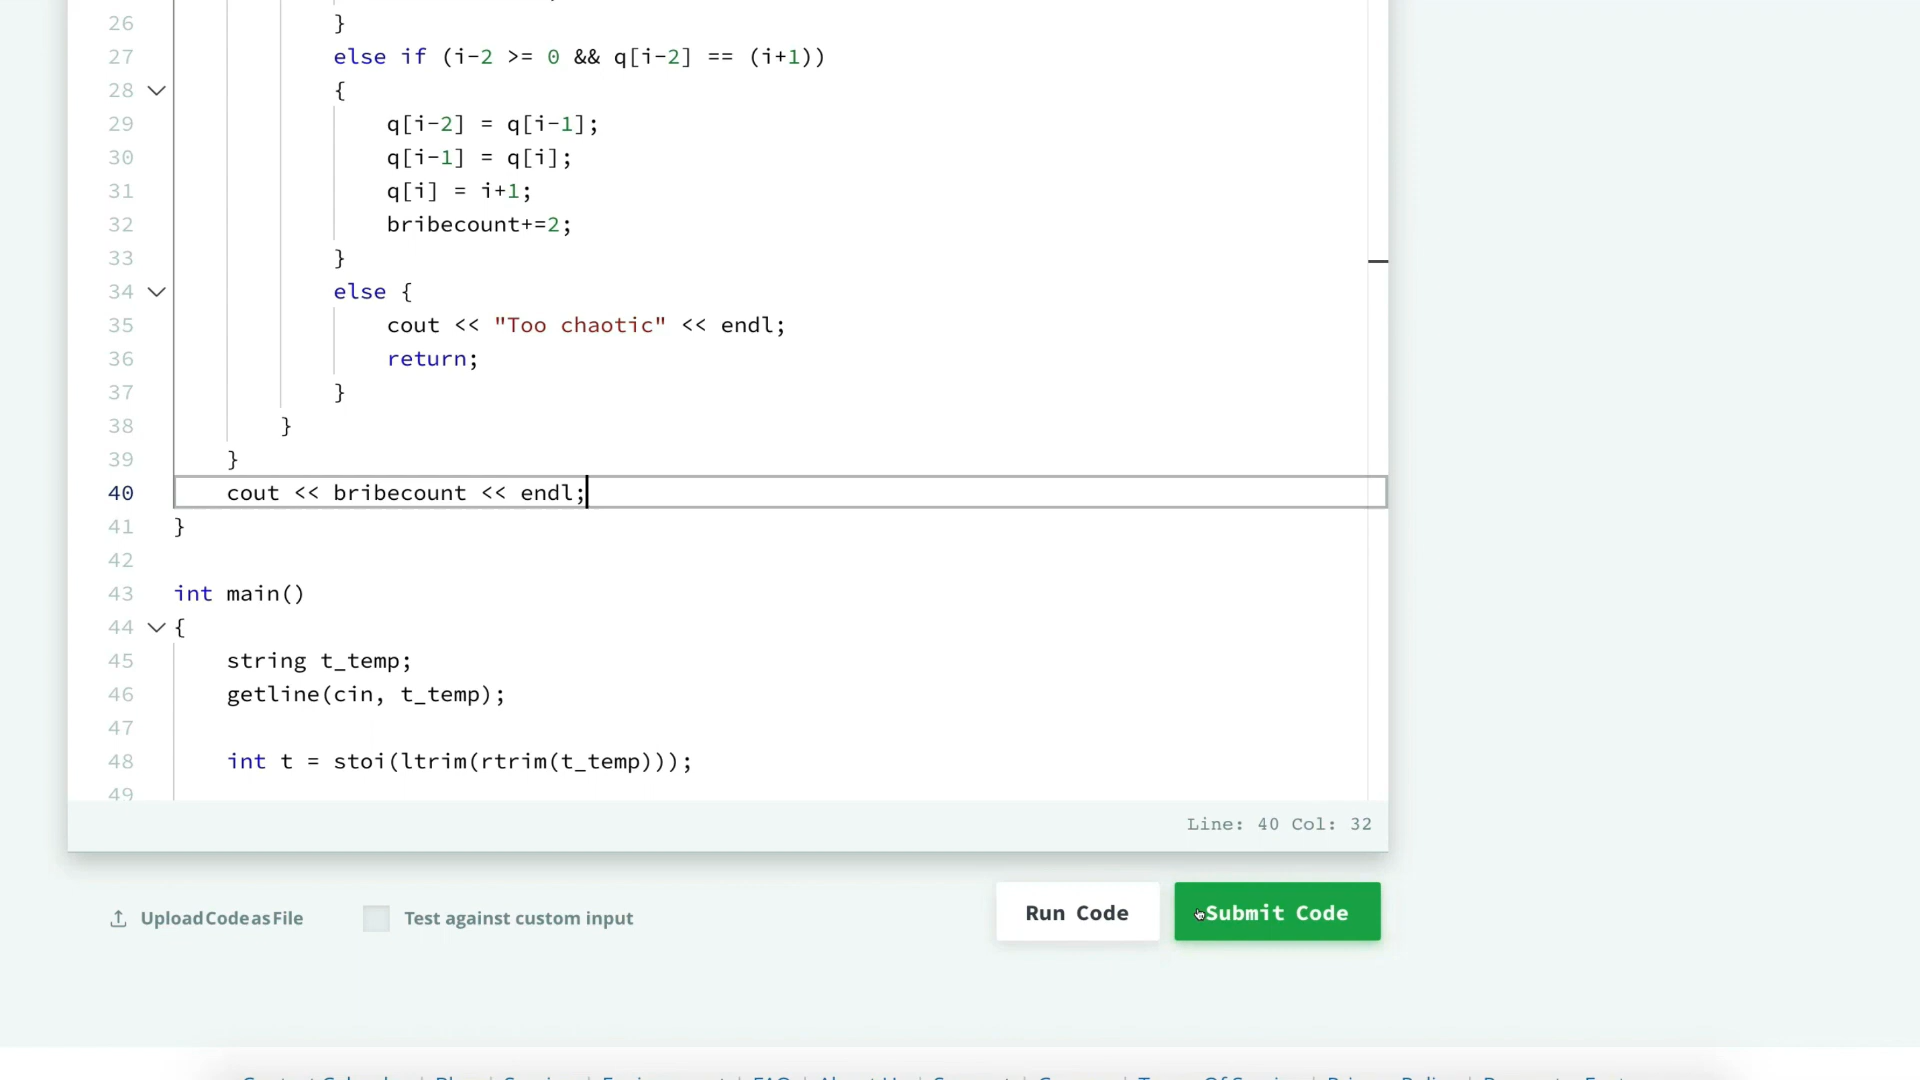 26 }
27 else if (i-2 >= 0 && q[i-2] == (i+1))
28 {
29 q[i-2] = q[i-1];
30 q[i-1] = q[i];
31 q[i] = i+1;
32 bribecount+=2;
33 }
34 else {
35 cout << "Too chaotic" << endl;
36 return;
37 }
38 }
39 }
40 cout << bribecount << endl;
41 }
42
43 int main()
44 {
45 string t_temp;
46 getline(cin, t_temp);
47
48 int t = stoi(ltrim(rtrim(t_temp)));
49
Line: 40 Col: 32
Upload Code as File Test against custom input Run Code Submit Code